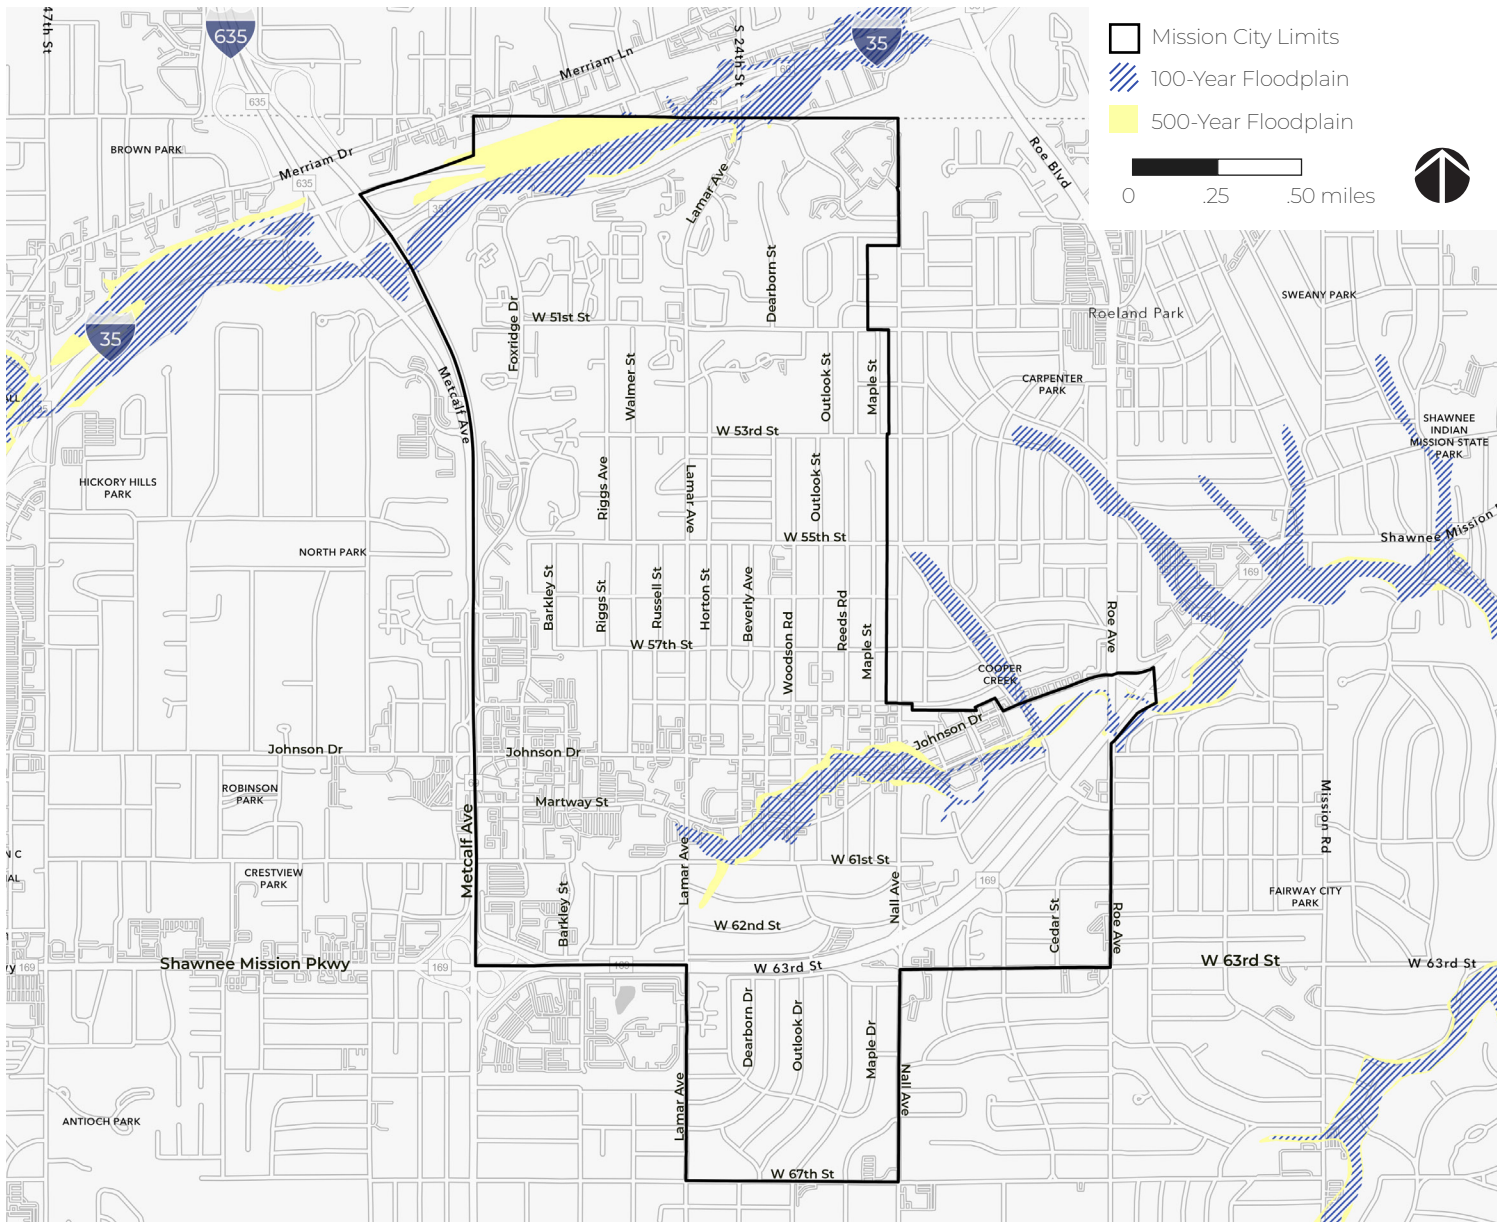 Mission City Limits
100-Year Floodplain
500-Year Floodplain
0 .25 .50 miles
47th St
635
S 24th St
35
Merriam Ln
635
BROWN PARK
Merriam Dr
635
Roe Blvd
Lamar Ave
Dearborn St
SWEANY PARK
Roeland Park
W 51st St
Foxridge Dr
35
Metcalf Ave
Walmer St
Outlook St
Maple St
CARPENTER
PARK
SHAWNEE
INDIAN
MISSION STATE
PARK
W 53rd St
HICKORY HILLS
PARK
Riggs Ave
Lamar Ave
Outlook St
W 55th St
Shawnee Mission
NORTH PARK
169
Barkley St
Riggs St
Russell St
Horton St
Beverly Ave
Woodson Rd
Reeds Rd
Maple St
Roe Ave
W 57th St
COOPER
CREEK
Johnson Dr
Johnson Dr
Johnson Dr
69
ROBINSON
PARK
Martway St
Metcalf Ave
Mission Rd
Lamar Ave
W 61st St
CRESTVIEW
PARK
169
FAIRWAY CITY
PARK
Barkley St
Nall Ave
Cedar St
Roe Ave
W 62nd St
169
Shawnee Mission Pkwy
169
169
W 63rd St
W 63rd St
W 63rd St
Dearborn Dr
Outlook Dr
Maple Dr
Lamar Ave
Nall Ave
ANTIOCH PARK
W 67th St